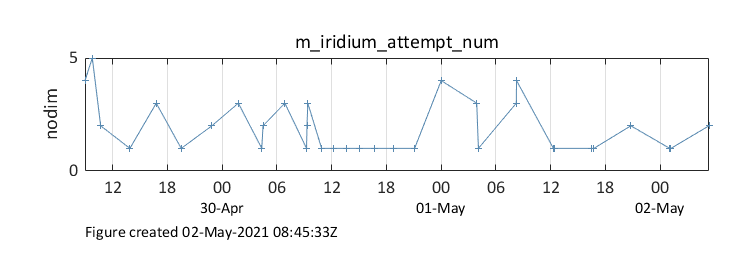 m_iridium_attempt_num
5
nodim
0
12 18 00 06 12 18 00 06 12 18 00
30-Apr 01-May 02-May
Figure created 02-May-2021 08:45:33Z